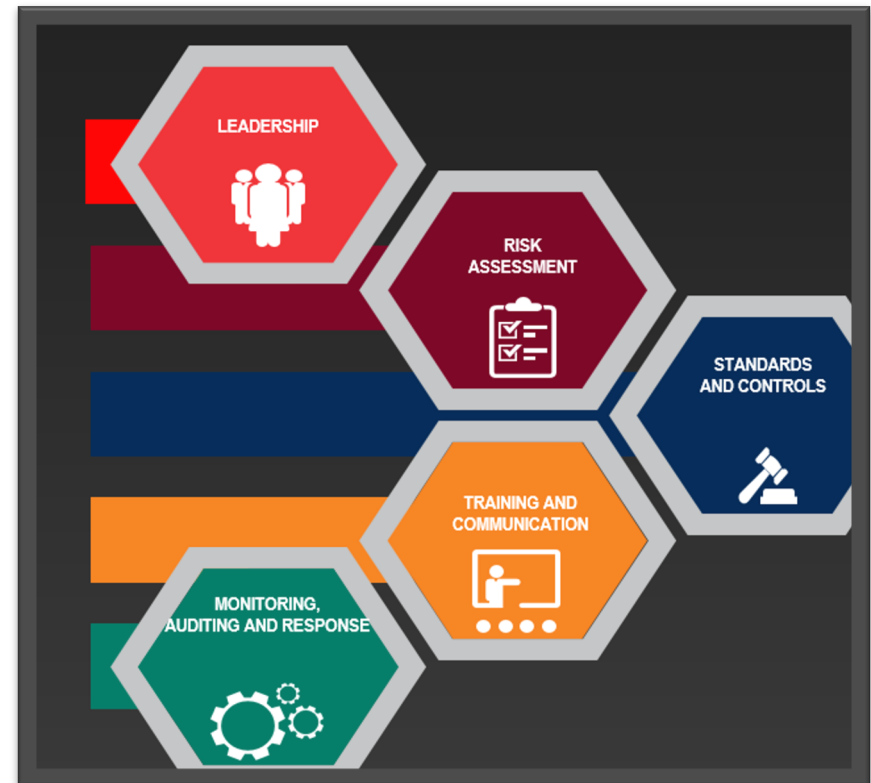 LEADERSHIP
RISK
ASSESSMENT
STANDARDS
AND CONTROLS
TRAINING AND
COMMUNICATION
MONITORING,
AUDITING AND RESPONSE